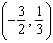 (-3/2, 1/3)